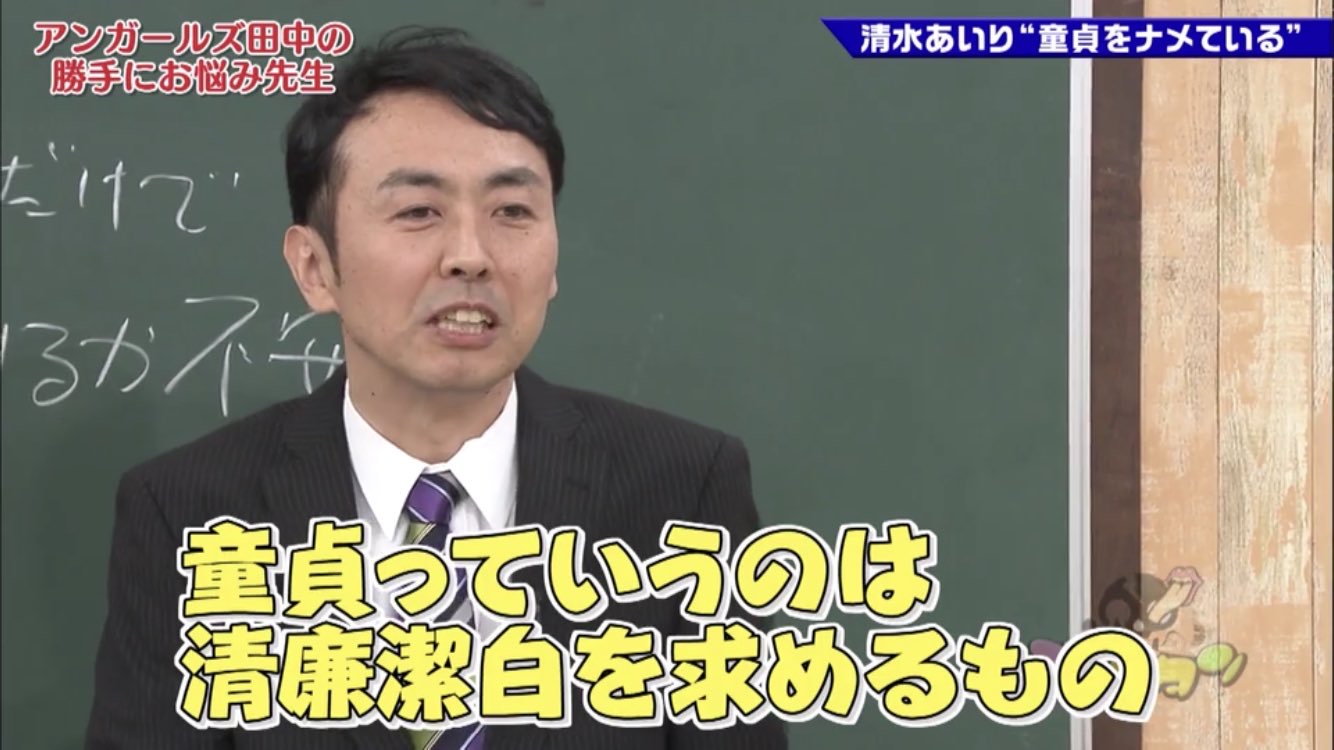 アンガールズ田中の
勝手にお悩み先生
清水あいり“童貞をナメている”
だけで
るか不安
童貞っていうのは
清廉潔白を求めるもの